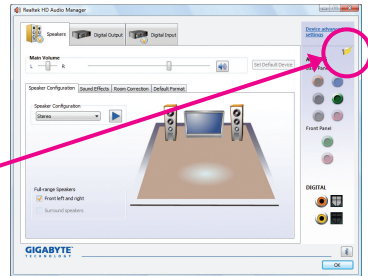 Realtek HD Audio Manager
Speakers
Digital Output
Digital Input
Device advanced
settings
Main Volume
L
R
Set Default Device
Speaker Configuration
Sound Effects
Room Correction
Default Format
Speaker Configuration
Stereo
Full-range Speakers
Front left and right
Surround speakers
Front Panel
DIGITAL
GIGABYTE
TECHNOLOGY
OK